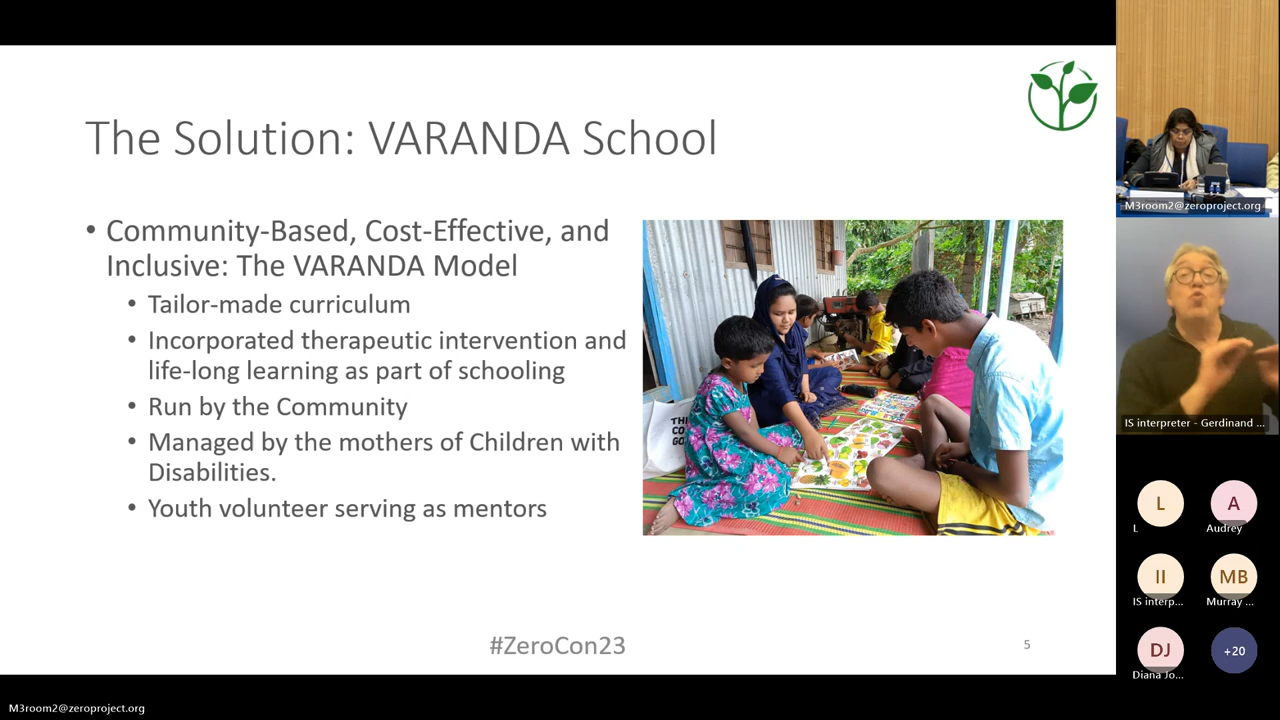 The Solution: VARANDA School
• Community-Based, Cost-Effective, and
Inclusive: The VARANDA Model
• Tailor-made curriculum
• Incorporated therapeutic intervention and
life-long learning as part of schooling
• Run by the Community
• Managed by the mothers of Children with
Disabilities.
• Youth volunteer serving as mentors
#ZeroCon23
5
M3room2@zeroproject.org
IS interpreter - Gerdinand ...
L
L
A
Audrey
II
IS interp...
MB
Murray ...
DJ
Diana Jo...
+20
M3room2@zeroproject.org